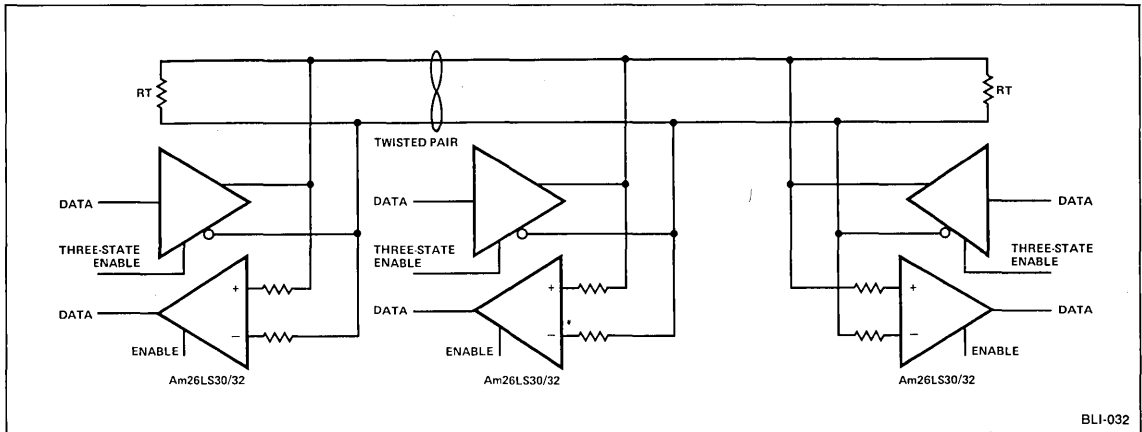 RT
RT
TWISTED PAIR
DATA
DATA
DATA
THREE-STATE
ENABLE
THREE-STATE
ENABLE
THREE-STATE
ENABLE
+
+
+
DATA
DATA
DATA
−
−
−
ENABLE
ENABLE
ENABLE
Am26LS30/32
Am26LS30/32
Am26LS30/32
BLI-032